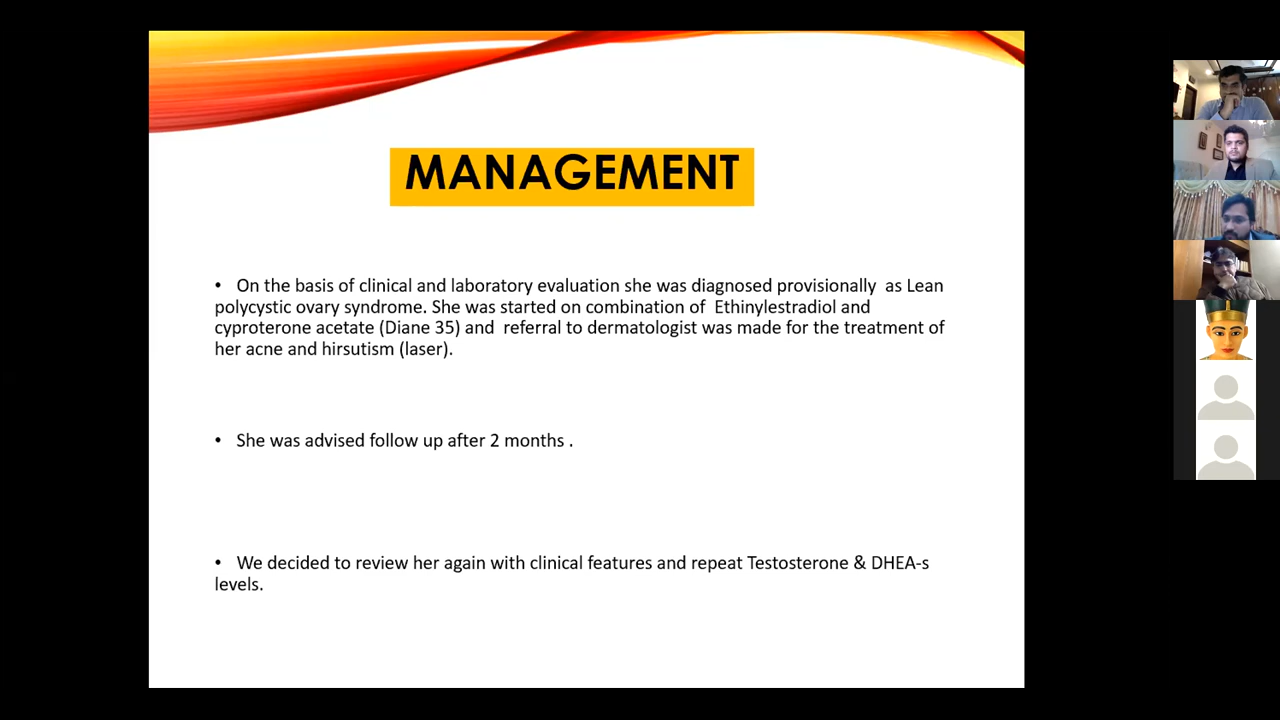 MANAGEMENT
• On the basis of clinical and laboratory evaluation she was diagnosed provisionally as Lean
polycystic ovary syndrome. She was started on combination of Ethinylestradiol and
cyproterone acetate (Diane 35) and referral to dermatologist was made for the treatment of
her acne and hirsutism (laser).
• She was advised follow up after 2 months .
• We decided to review her again with clinical features and repeat Testosterone & DHEA-s
levels.